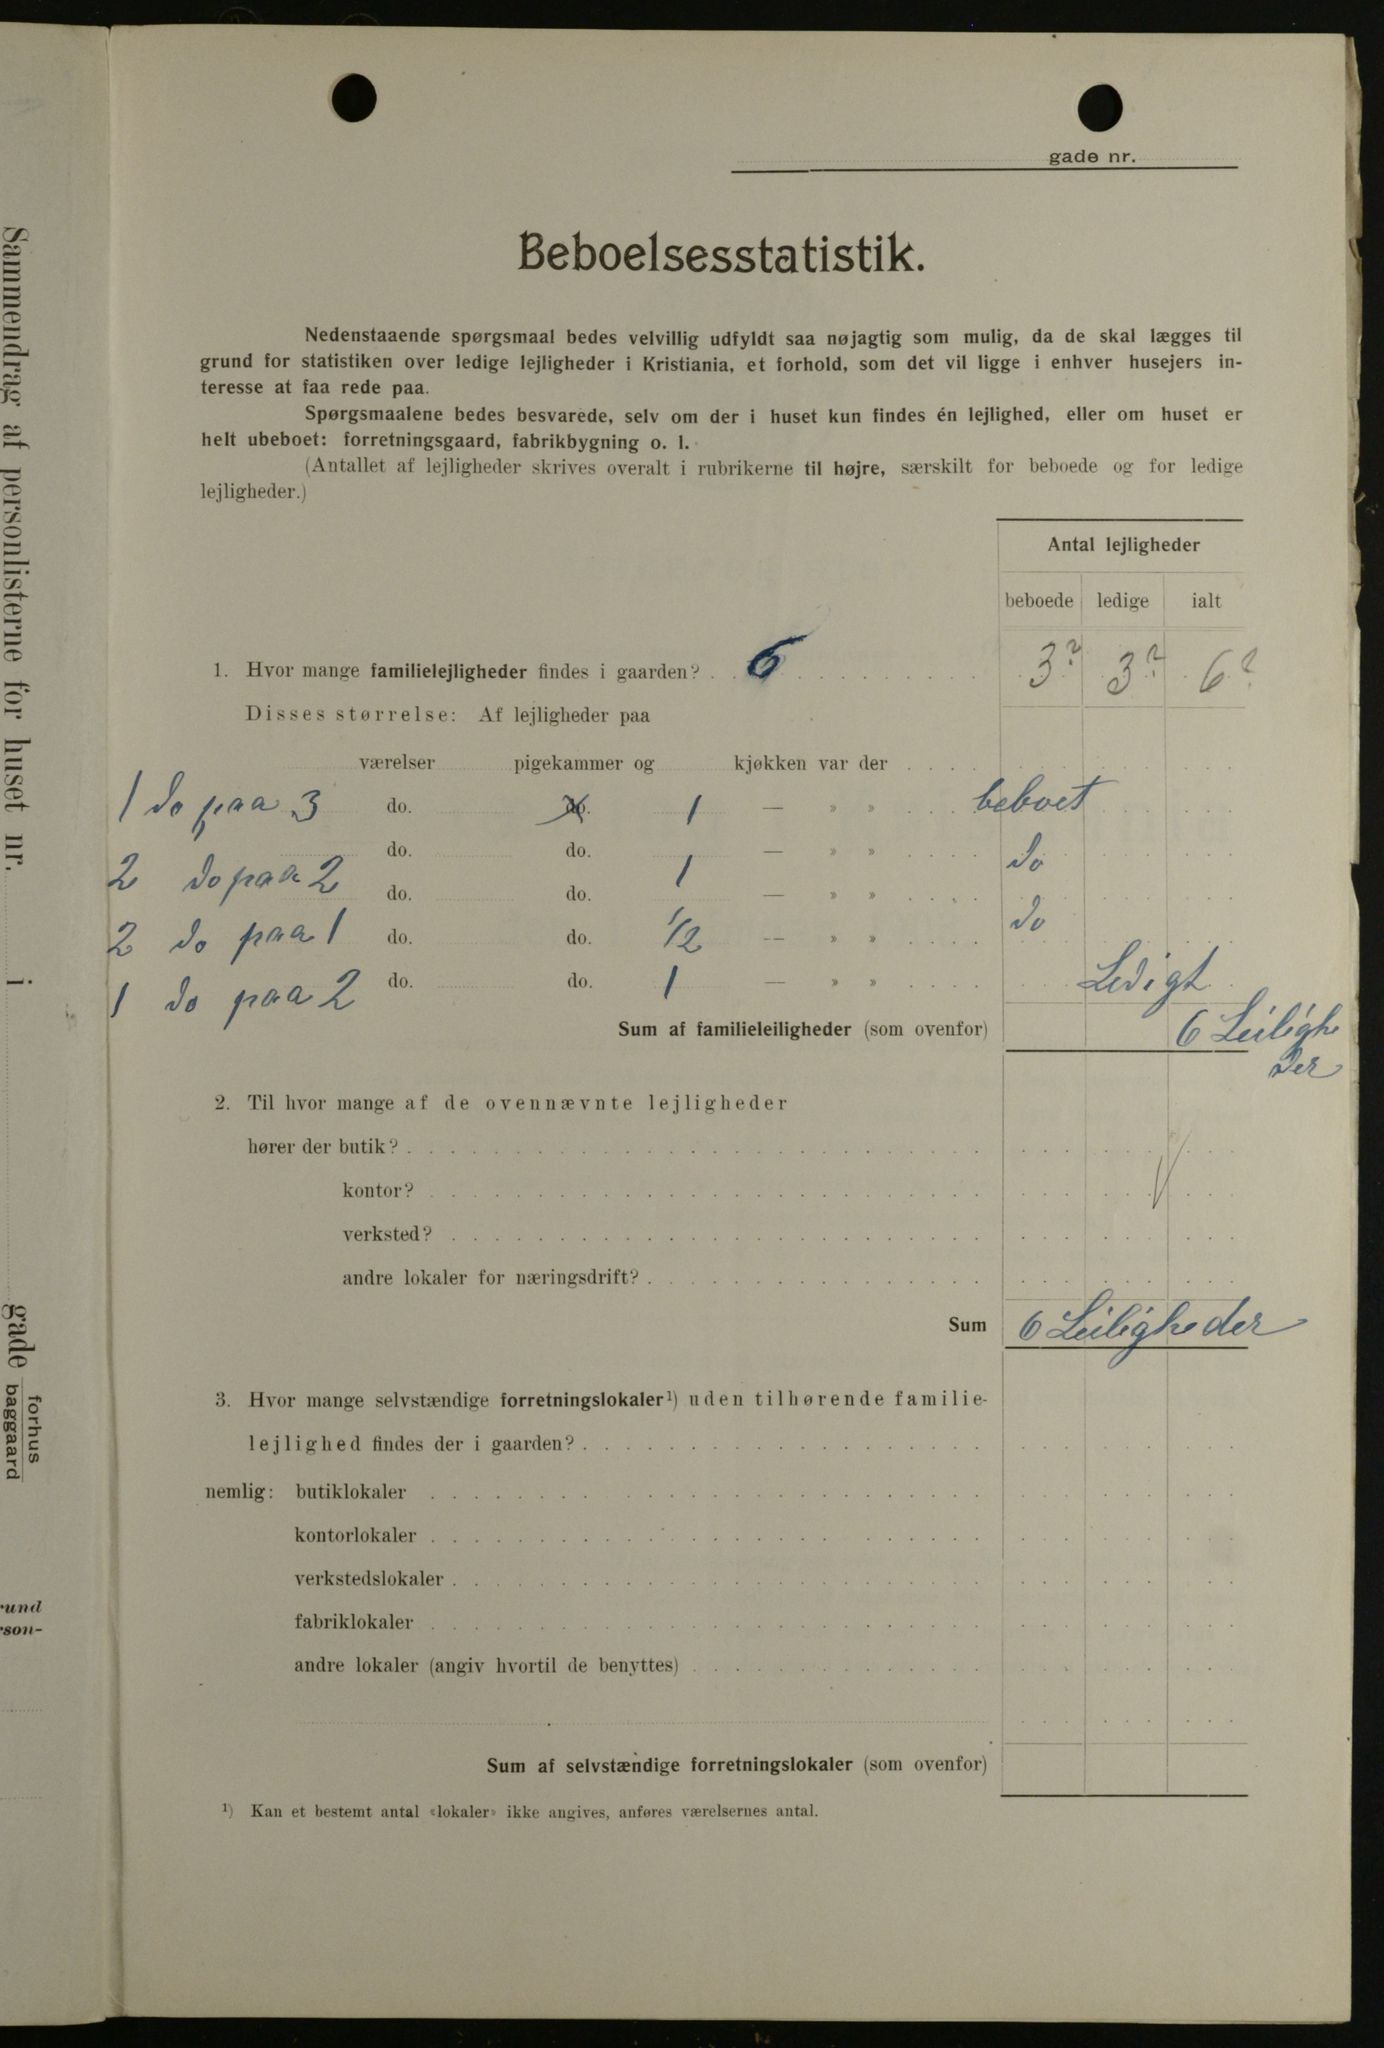 gade nr.
Beboelsesstatistik.
Nedenstaaende spørgsmaal bedes velvillig udfyldt saa nøjagtig som mulig, da de skal lægges til
grund for statistiken over ledige lejligheder i Kristiania, et forhold, som det vil ligge i enhver husejers in-
teresse at faa rede paa.
Spørgsmaalene bedes besvarede, selv om der i huset kun findes én lejlighed, eller om huset er
helt ubeboet: forretningsgaard, fabrikbygning o. l.
(Antallet af lejligheder skrives overalt i rubrikerne til højre, særskilt for beboede og for ledige
lejligheder.)
Antal lejligheder
beboede ledige ialt
1. Hvor mange familielejligheder findes i gaarden? 6 3? 3? 6?
Disses størrelse: Af lejligheder paa
værelser pigekammer og kjøkken var der
1 do paa 3 do. do. 1 — » » beboet
do. do. — » »
2 do paa 2 do. do. 1 — » » do
2 do paa 1 do. do. 1/2 — » » do
1 do paa 2 do. do. 1 — » » Ledigt
Sum af familieleiligheder (som ovenfor) 6 Leiligh
der
2. Til hvor mange af de ovennævnte lejligheder
hører der butik?
kontor?
verksted?
andre lokaler for næringsdrift?
Sum 6 Leiligheder
3. Hvor mange selvstændige forretningslokaler¹) uden tilhørende familie-
lejlighed findes der i gaarden?
nemlig: butiklokaler
kontorlokaler
verkstedslokaler
fabriklokaler
andre lokaler (angiv hvortil de benyttes)
Sum af selvstændige forretningslokaler (som ovenfor)
¹) Kan et bestemt antal «lokaler» ikke angives, anføres værelsernes antal.
Sammendrag af personlisterne for huset nr. i gade forhus
baggaard
rund
rson-